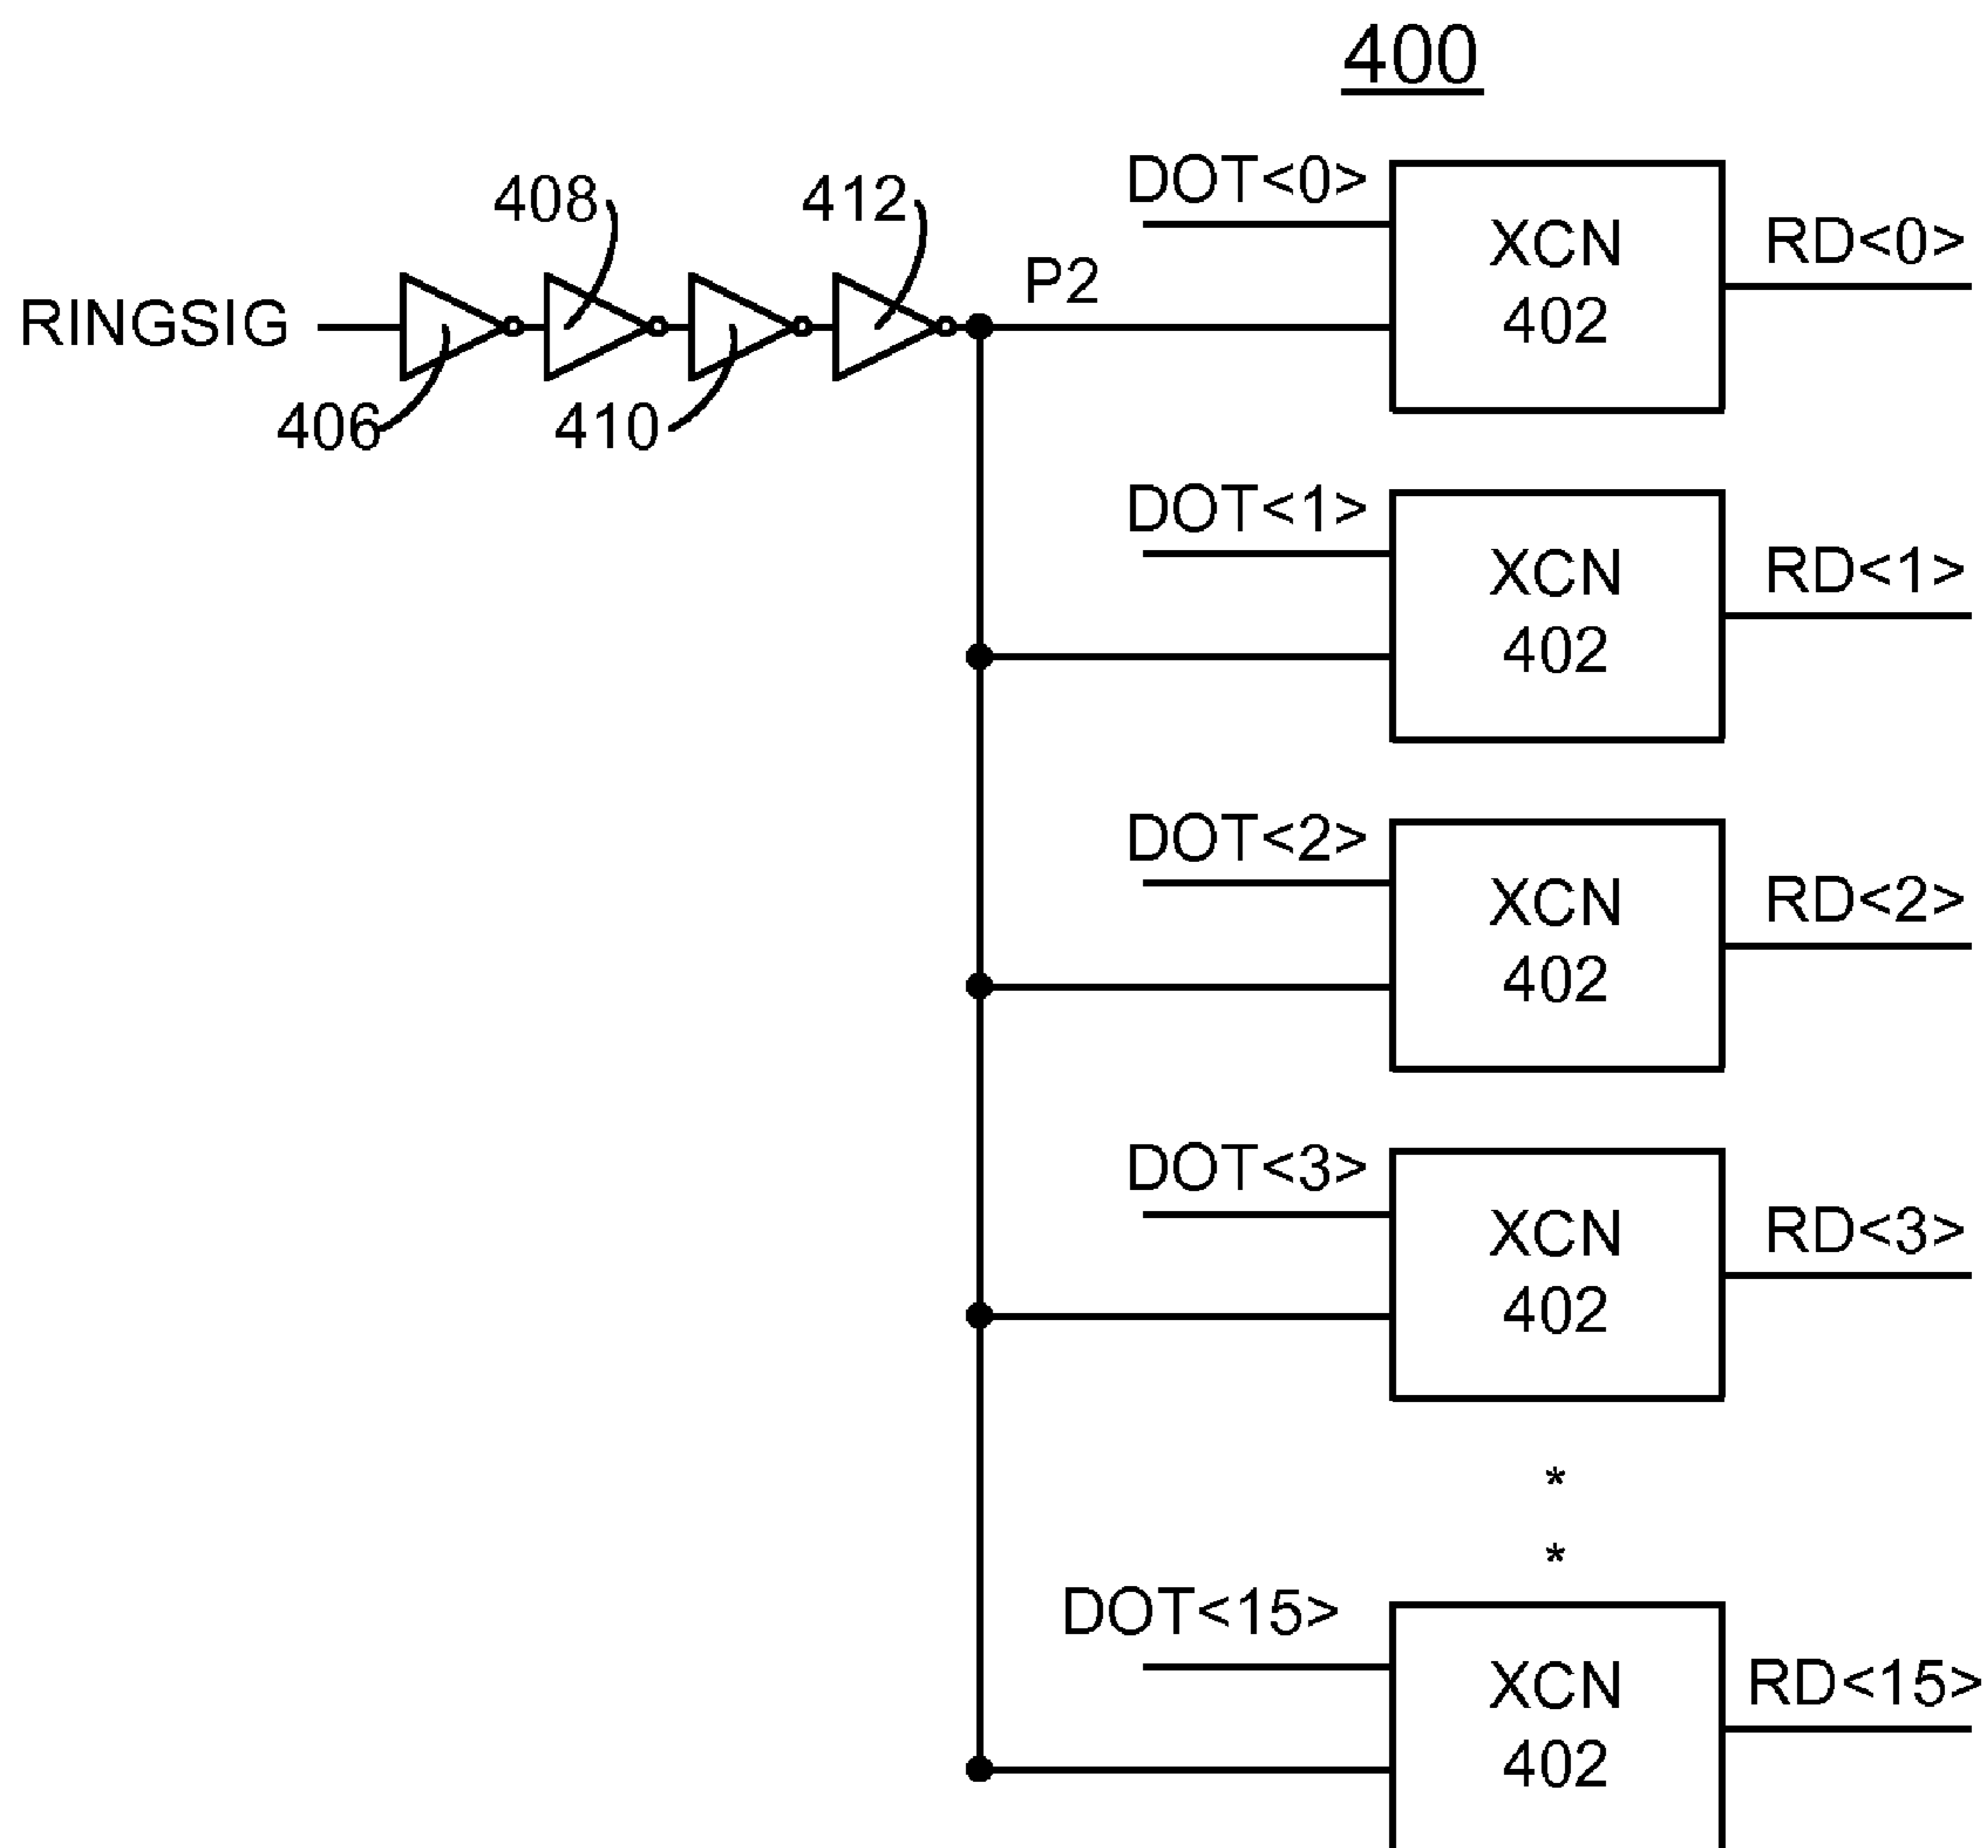 400
DOT<0>
408
412
XCN
RD<0>
P2
RINGSIG
402
406
410
DOT<1>
XCN
RD<1>
402
DOT<2>
XCN
RD<2>
402
DOT<3>
XCN
RD<3>
402
*
*
DOT<15>
XCN
RD<15>
402